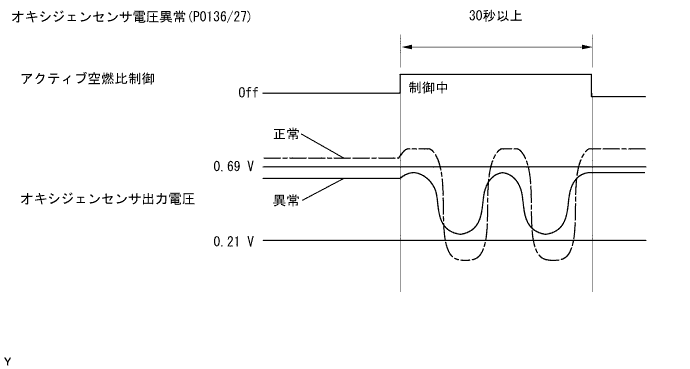 オキシジェンセンサ電圧異常(P0136/27)
30秒以上
アクティブ空燃比制御
Off
制御中
正常
0.69 V
オキシジェンセンサ出力電圧
異常
0.21 V
Y